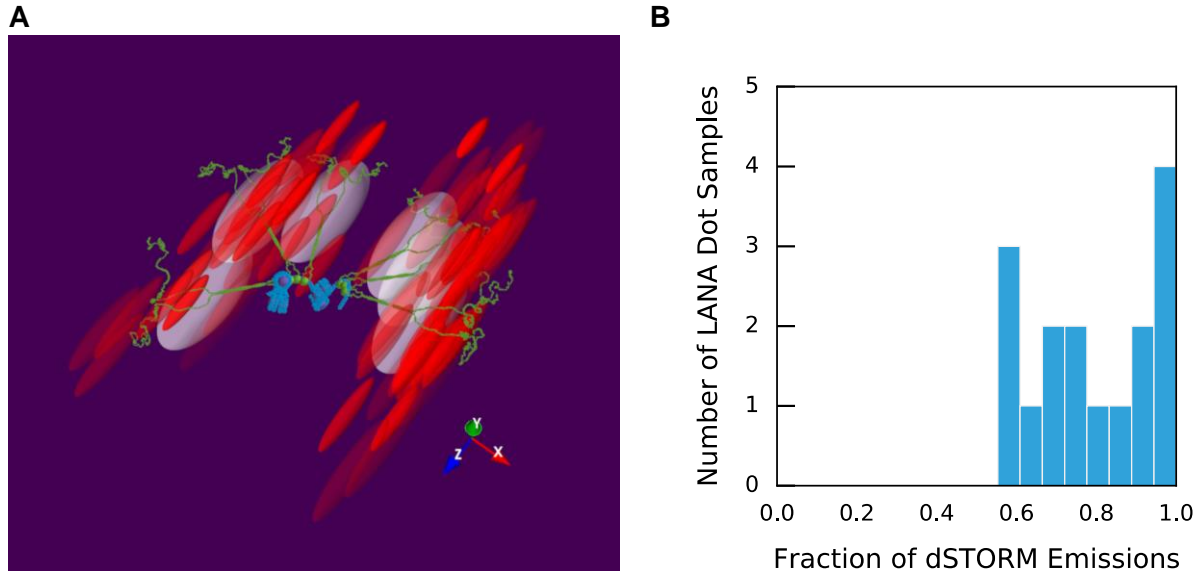 A
Y
Z
X
B
Number of LANA Dot Samples
5
4
3
2
1
0
0.0 0.2 0.4 0.6 0.8 1.0
Fraction of dSTORM Emissions